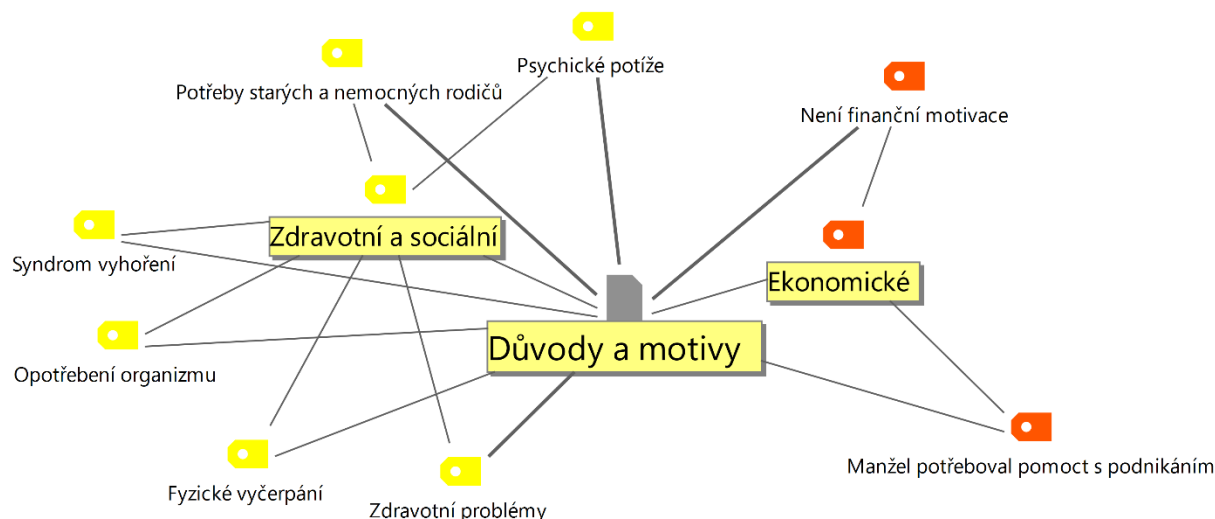 Psychické potíže
Potřeby starých a nemocných rodičů
Není finanční motivace
Zdravotní a sociální
Syndrom vyhoření
Ekonomické
Důvody a motivy
Opotřebení organizmu
Manžel potřeboval pomoct s podnikáním
Fyzické vyčerpání
Zdravotní problémy